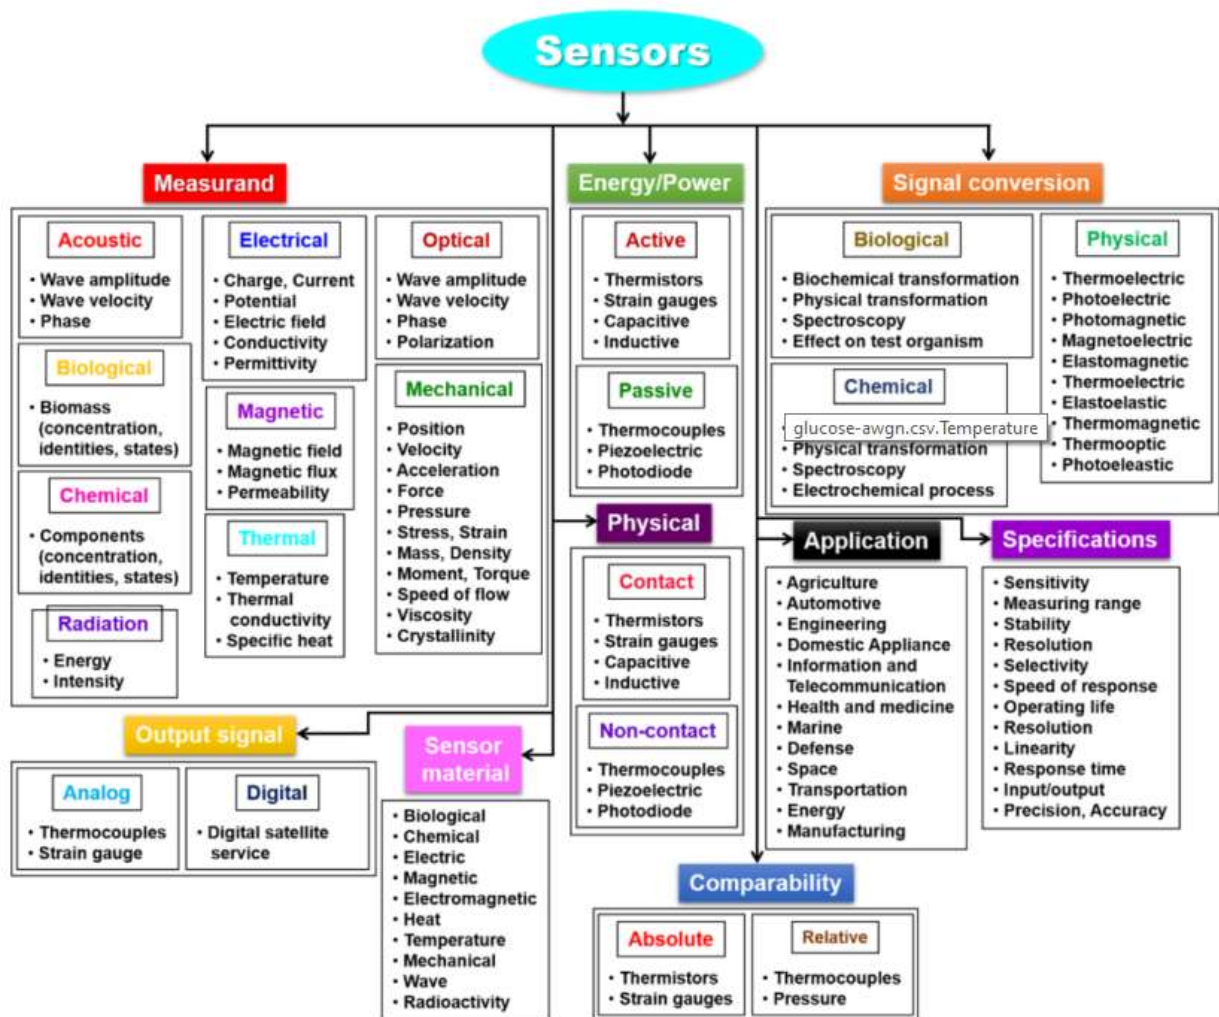 Sensors
Measurand
Acoustic
• Wave amplitude
• Wave velocity
• Phase
Biological
• Biomass
(concentration,
identities, states)
Chemical
• Components
(concentration,
identities, states)
Radiation
• Energy
• Intensity
Electrical
• Charge, Current
• Potential
• Electric field
• Conductivity
• Permittivity
Magnetic
• Magnetic field
• Magnetic flux
• Permeability
Thermal
• Temperature
• Thermal
conductivity
• Specific heat
Optical
• Wave amplitude
• Wave velocity
• Phase
• Polarization
Mechanical
• Position
• Velocity
• Acceleration
• Force
• Pressure
• Stress, Strain
• Mass, Density
• Moment, Torque
• Speed of flow
• Viscosity
• Crystallinity
Energy/Power
Active
• Thermistors
• Strain gauges
• Capacitive
• Inductive
Passive
• Thermocouples
• Piezoelectric
• Photodiode
Signal conversion
Biological
• Biochemical transformation
• Physical transformation
• Spectroscopy
• Effect on test organism
Chemical
glucose-awgn.csv.Temperature
• Physical transformation
• Spectroscopy
• Electrochemical process
Physical
• Thermoelectric
• Photoelectric
• Photomagnetic
• Magnetoelectric
• Elastomagnetic
• Thermoelectric
• Elastoelastic
• Thermomagnetic
• Thermooptic
• Photoeleastic
Physical
Contact
• Thermistors
• Strain gauges
• Capacitive
• Inductive
Non-contact
• Thermocouples
• Piezoelectric
• Photodiode
Application
• Agriculture
• Automotive
• Engineering
• Domestic Appliance
• Information and
Telecommunication
• Health and medicine
• Marine
• Defense
• Space
• Transportation
• Energy
• Manufacturing
Specifications
• Sensitivity
• Measuring range
• Stability
• Resolution
• Selectivity
• Speed of response
• Operating life
• Resolution
• Linearity
• Response time
• Input/output
• Precision, Accuracy
Output signal
Analog
• Thermocouples
• Strain gauge
Digital
• Digital satellite
service
Sensor
material
• Biological
• Chemical
• Electric
• Magnetic
• Electromagnetic
• Heat
• Temperature
• Mechanical
• Wave
• Radioactivity
Comparability
Absolute
• Thermistors
• Strain gauges
Relative
• Thermocouples
• Pressure